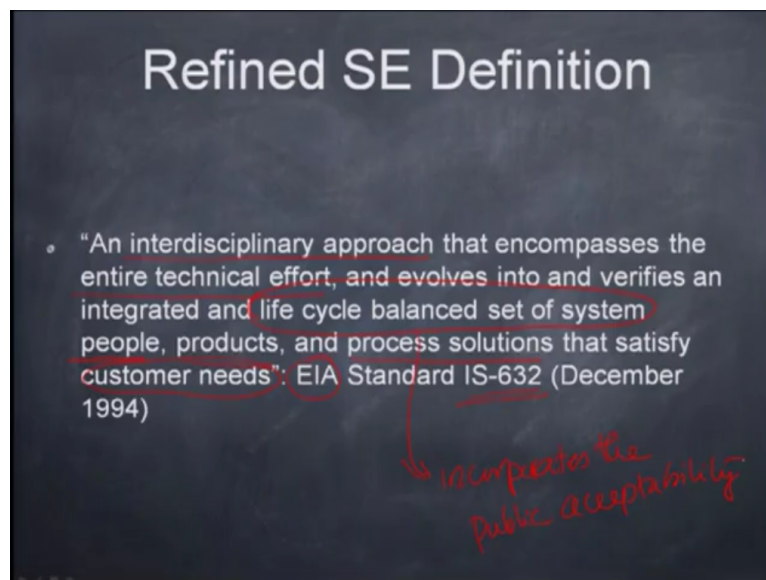 Refined SE Definition
“An interdisciplinary approach that encompasses the
entire technical effort, and evolves into and verifies an
integrated and life cycle balanced set of system
people, products, and process solutions that satisfy
customer needs”: EIA Standard IS-632 (December
1994)
incorporates the
public acceptability